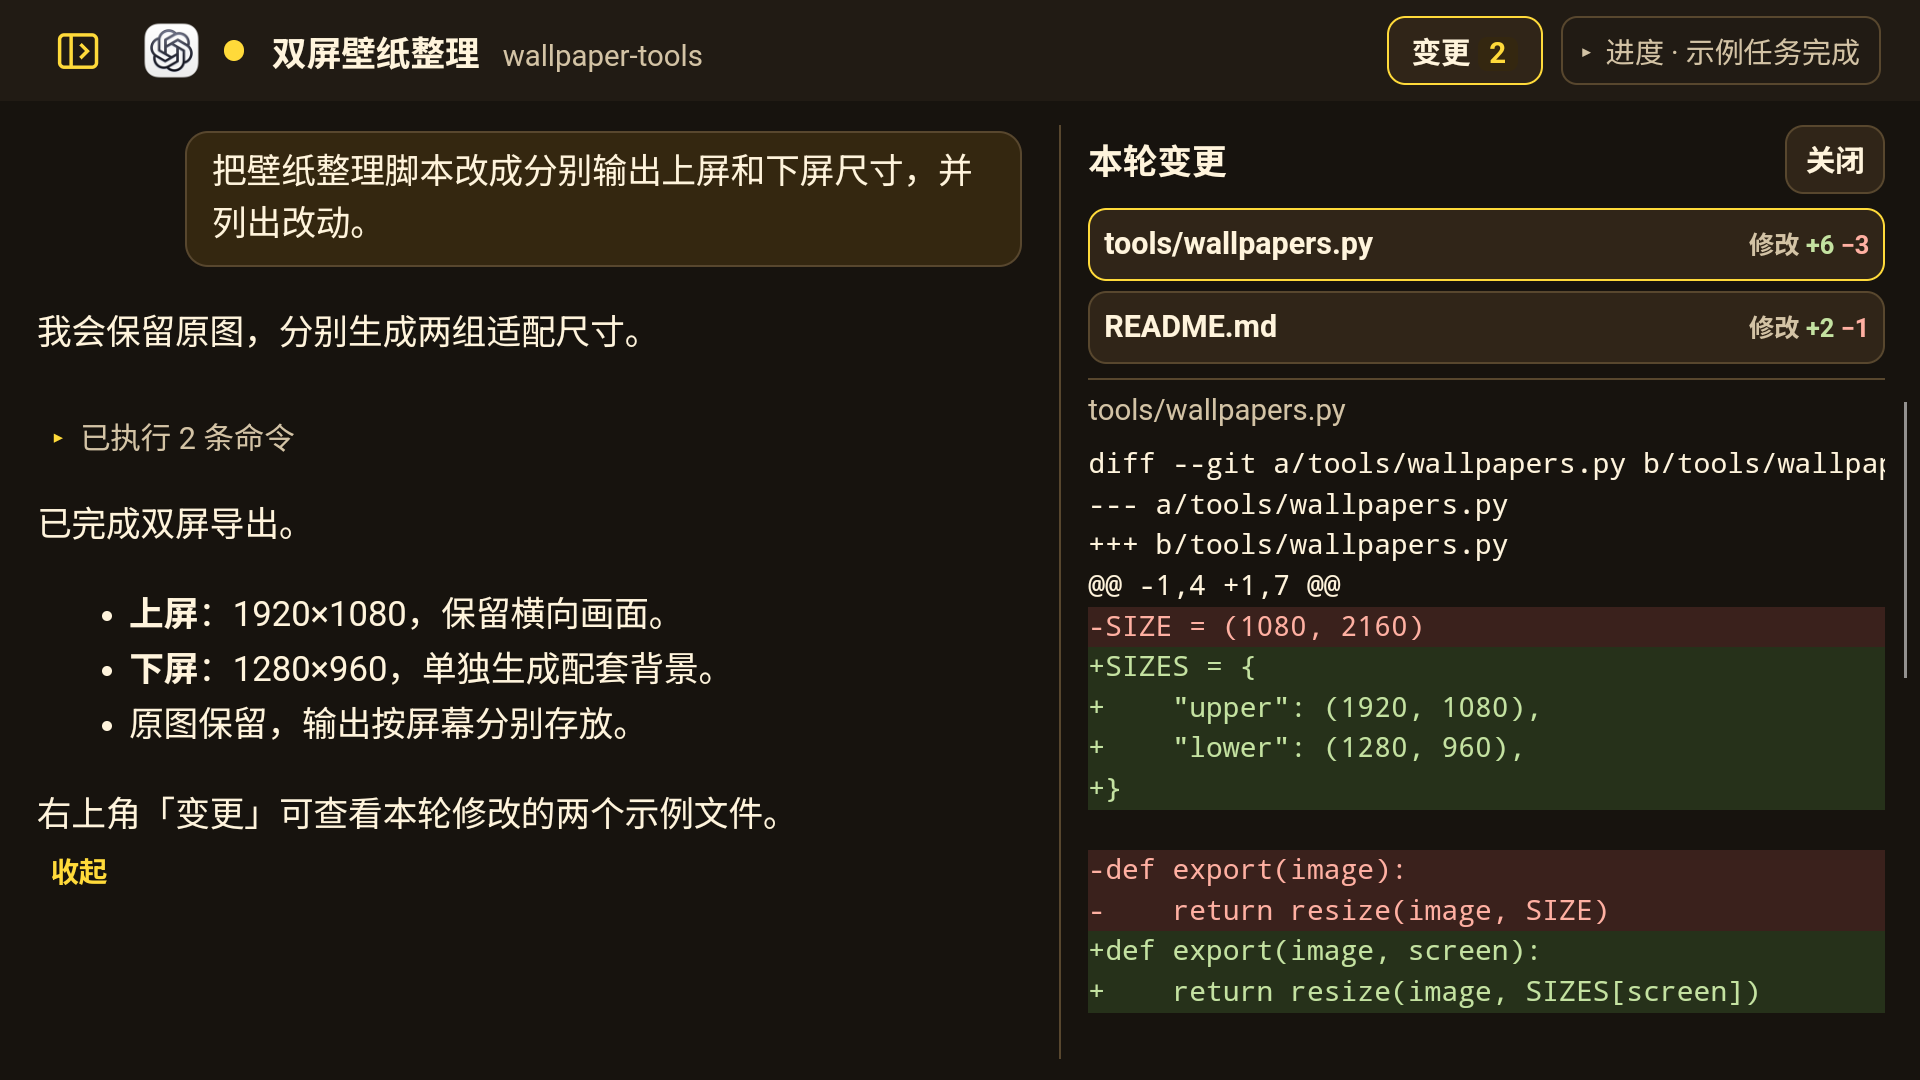 双屏壁纸整理 wallpaper-tools
变更 2
▸ 进度 · 示例任务完成
把壁纸整理脚本改成分别输出上屏和下屏尺寸，并
列出改动。
我会保留原图，分别生成两组适配尺寸。
▸ 已执行 2 条命令
已完成双屏导出。
• 上屏：1920×1080，保留横向画面。
• 下屏：1280×960，单独生成配套背景。
• 原图保留，输出按屏幕分别存放。
右上角「变更」可查看本轮修改的两个示例文件。
收起
本轮变更
关闭
tools/wallpapers.py 修改 +6 −3
README.md 修改 +2 −1
tools/wallpapers.py
diff --git a/tools/wallpapers.py b/tools/wallpap
--- a/tools/wallpapers.py
+++ b/tools/wallpapers.py
@@ -1,4 +1,7 @@
-SIZE = (1080, 2160)
+SIZES = {
+    "upper": (1920, 1080),
+    "lower": (1280, 960),
+}
-def export(image):
-    return resize(image, SIZE)
+def export(image, screen):
+    return resize(image, SIZES[screen])